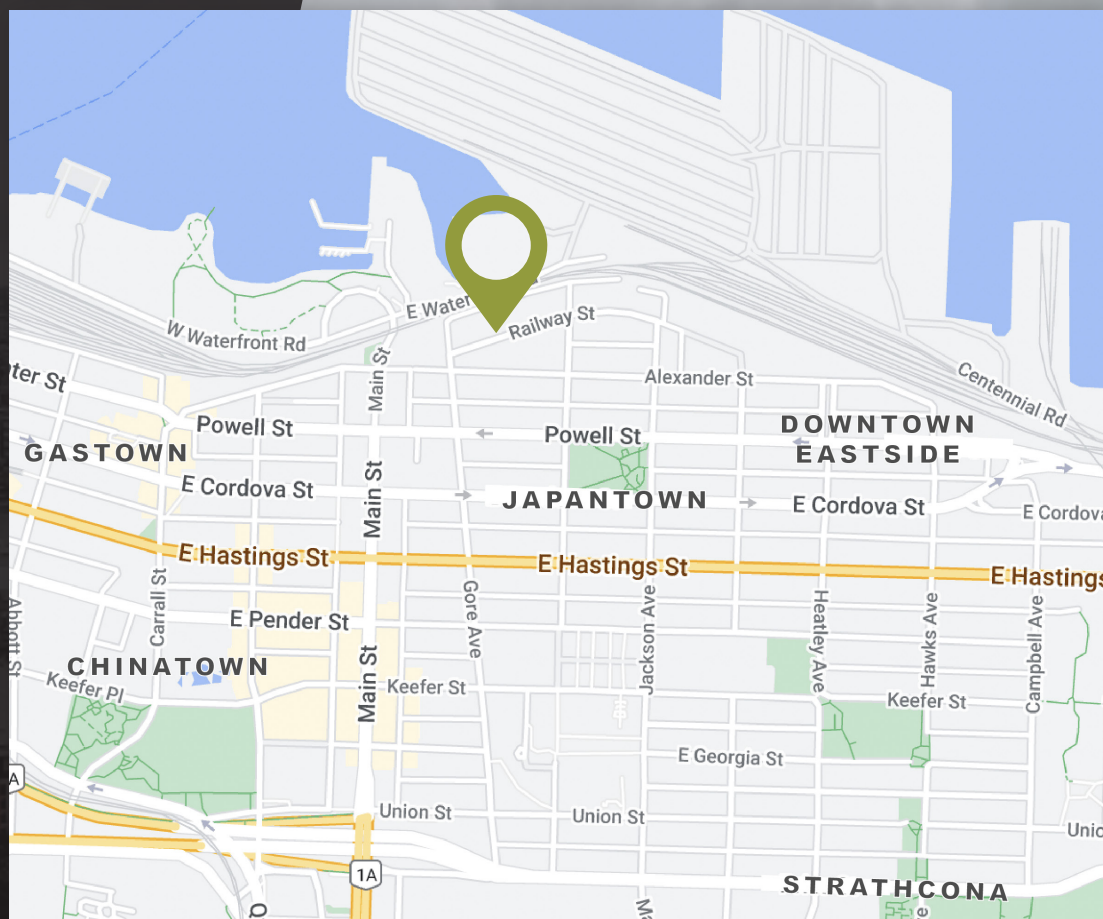 E Water
Railway St
W Waterfront Rd
Main St
ter St
Alexander St
Centennial Rd
Powell St
Powell St
DOWNTOWN
EASTSIDE
GASTOWN
E Cordova St
Main St
JAPANTOWN
E Cordova St
E Cordova
E Hastings St
E Hastings St
E Hastings
Carrall St
Abbott St
E Pender St
Gore Ave
Jackson Ave
Heatley Ave
Hawks Ave
Campbell Ave
CHINATOWN
Keefer Pl
Main St
Keefer St
Keefer St
E Georgia St
A
Union St
Union St
Unio
1A
STRATHCONA